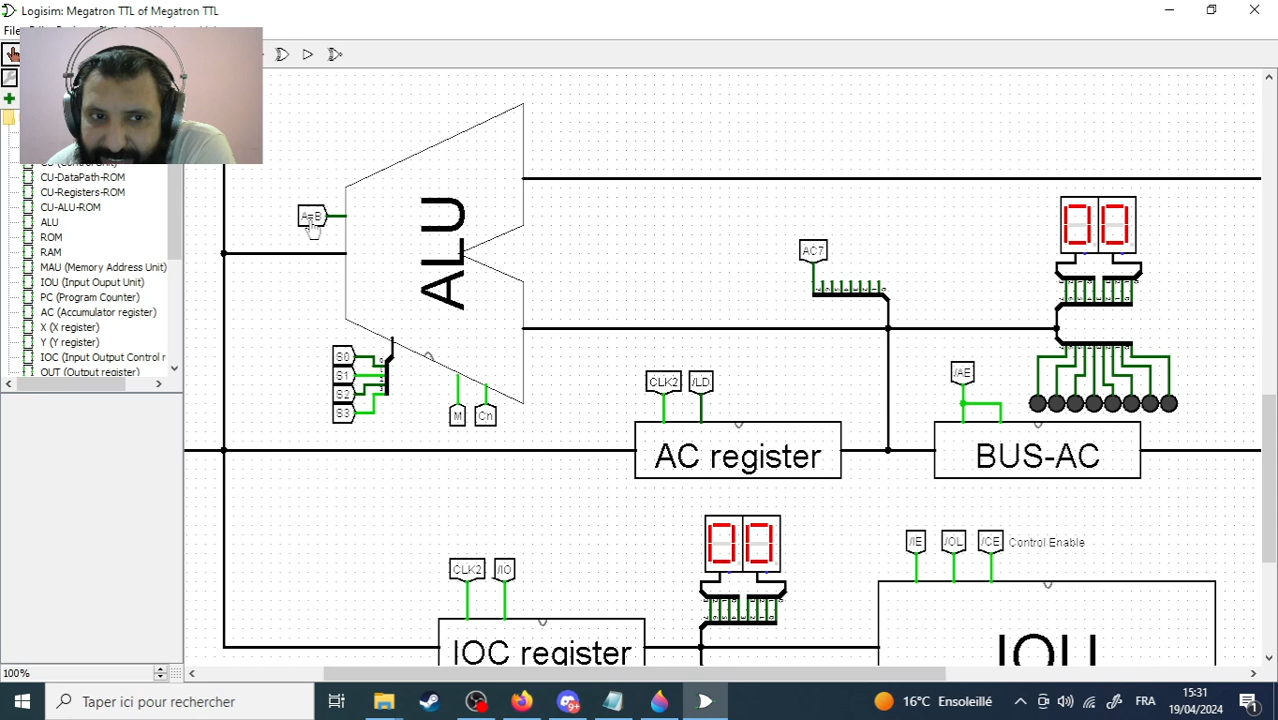 Logisim: Megatron TTL of Megatron TTL
File
CU-DataPath-ROM
CU-Registers-ROM
CU-ALU-ROM
ALU
ROM
RAM
MAU (Memory Address Unit)
IOU (Input Ouput Unit)
PC (Program Counter)
AC (Accumulator register)
X (X register)
Y (Y register)
IOC (Input Output Control r
OUT (Output register)
A=B
ALU
S0
S1
S2
S3
M
Cn
AC7
00
CLK2
/LD
/AE
AC register
BUS-AC
00
/IE
/OL
/CE
Control Enable
CLK2
/IO
IOC register
IOU
100%
Taper ici pour rechercher
16°C Ensoleillé
FRA
15:31
19/04/2024
1